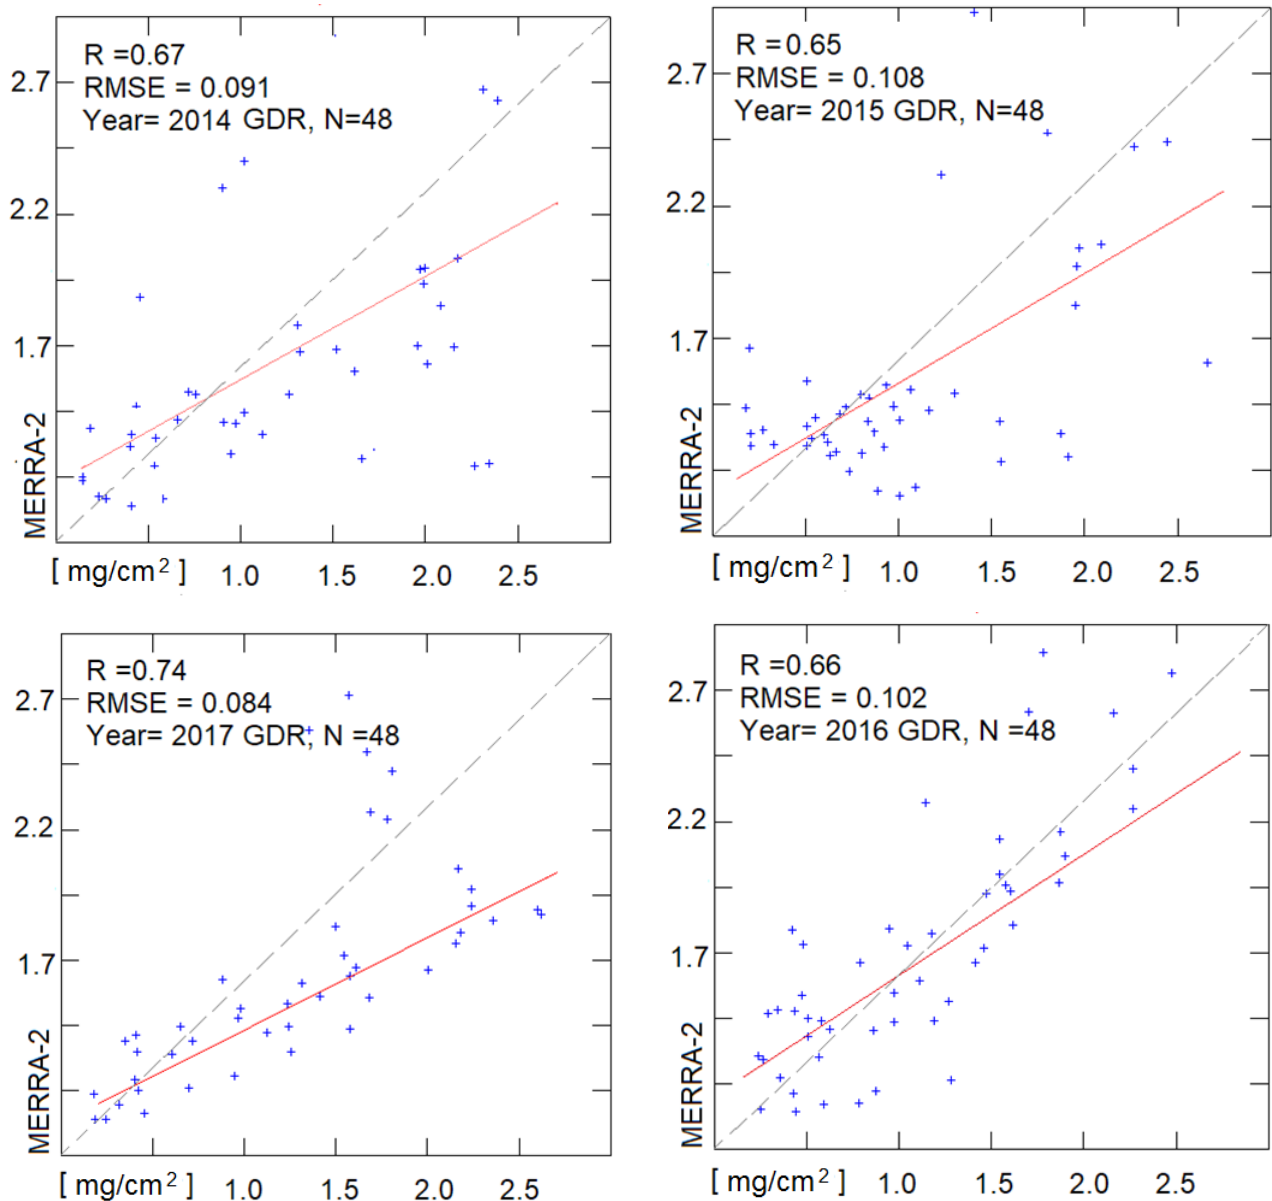 R =0.67
RMSE = 0.091
Year= 2014 GDR, N=48
2.7
2.2
1.7
MERRA-2
[ mg/cm2 ] 1.0 1.5 2.0 2.5
R =0.65
RMSE = 0.108
Year= 2015 GDR, N=48
2.7
2.2
1.7
MERRA-2
[ mg/cm2 ] 1.0 1.5 2.0 2.5
R =0.74
RMSE = 0.084
Year= 2017 GDR, N =48
2.7
2.2
1.7
MERRA-2
[ mg/cm2 ] 1.0 1.5 2.0 2.5
R =0.66
RMSE = 0.102
Year= 2016 GDR, N =48
2.7
2.2
1.7
MERRA-2
[ mg/cm2 ] 1.0 1.5 2.0 2.5